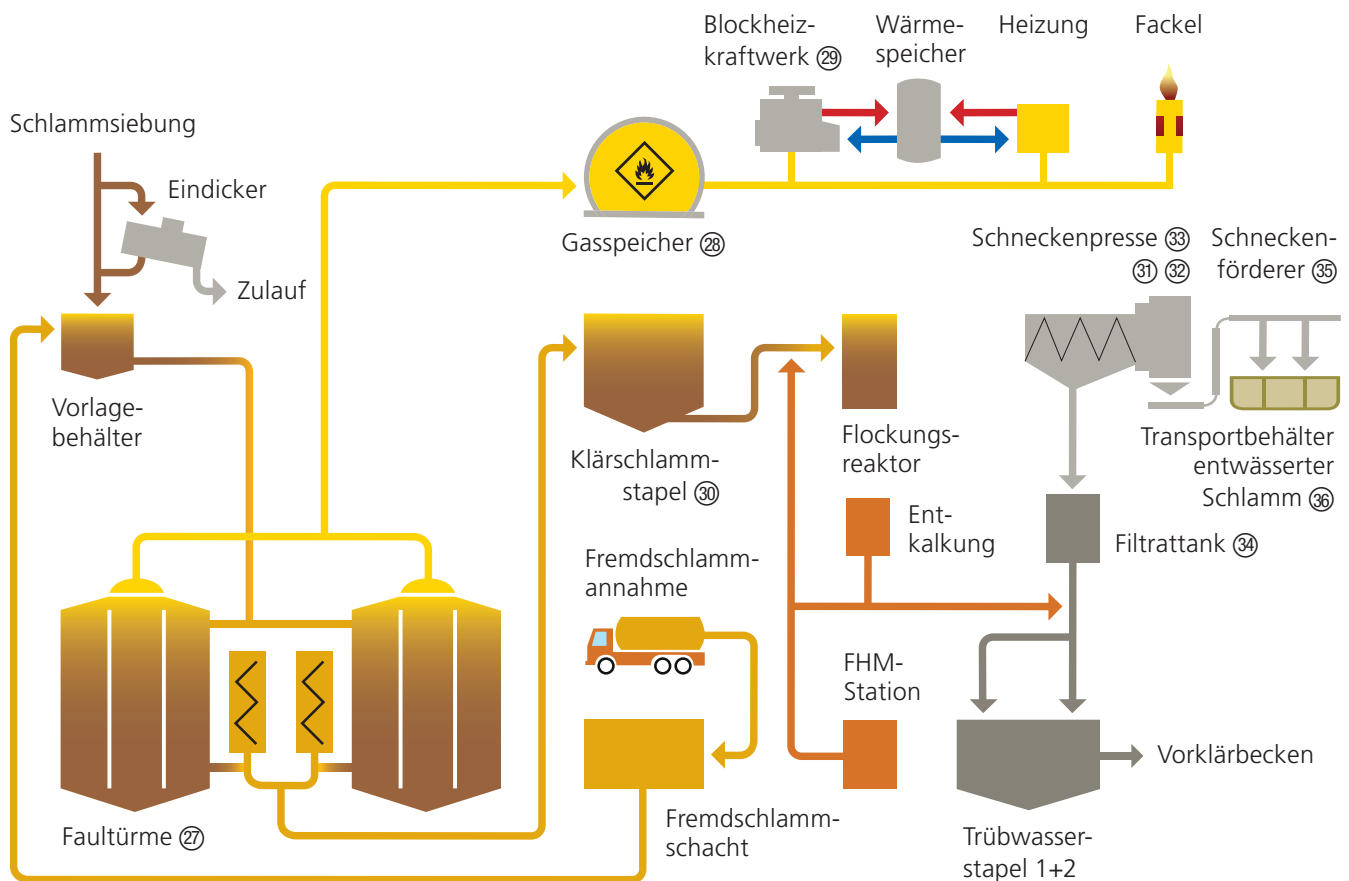 Blockheiz-
kraftwerk ㉙
Wärme-
speicher
Heizung
Fackel
Schlammsiebung
Eindicker
Zulauf
Gasspeicher ㉘
Schneckenpresse ㉝
㉛ ㉜
Schnecken-
förderer ㉟
Vorlage-
behälter
Klärschlamm-
stapel ㉚
Flockungs-
reaktor
Transportbehälter
entwässerter
Schlamm ㊱
Ent-
kalkung
Filtrattank ㉞
Fremdschlamm-
annahme
FHM-
Station
Vorklärbecken
Faultürme ㉗
Fremdschlamm-
schacht
Trübwasser-
stapel 1+2